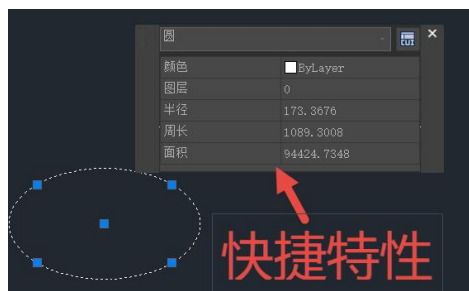 圆
CUI
颜色 ByLayer
图层 0
半径 173.3676
周长 1089.3008
面积 94424.7348
快捷特性